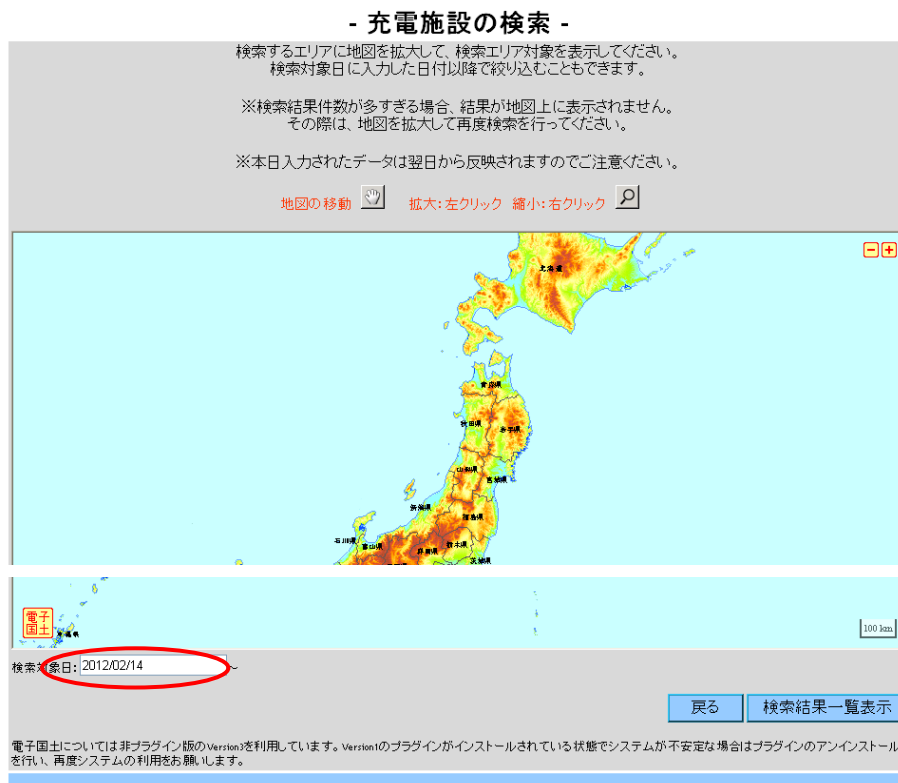 - 充電施設の検索 -
検索するエリアに地図を拡大して、検索エリア対象を表示してください。
検索対象日に入力した日付以降で絞り込むこともできます。
※検索結果件数が多すぎる場合、結果が地図上に表示されません。
その際は、地図を拡大して再度検索を行ってください。
※本日入力されたデータは翌日から反映されますのでご注意ください。
地図の移動 拡大:左クリック 縮小:右クリック
北海道
青森県
秋田県
岩手県
山形県
宮城県
新潟県
福島県
石川県
富山県
群馬県
栃木県
茨城県
電子
国土
100 km
検索対象日: 2012/02/14 ~
戻る 検索結果一覧表示
電子国土については非プラグイン版のVersion3を利用しています。Version1のプラグインがインストールされている状態でシステムが不安定な場合はプラグインのアンインストール
を行い、再度システムの利用をお願いします。